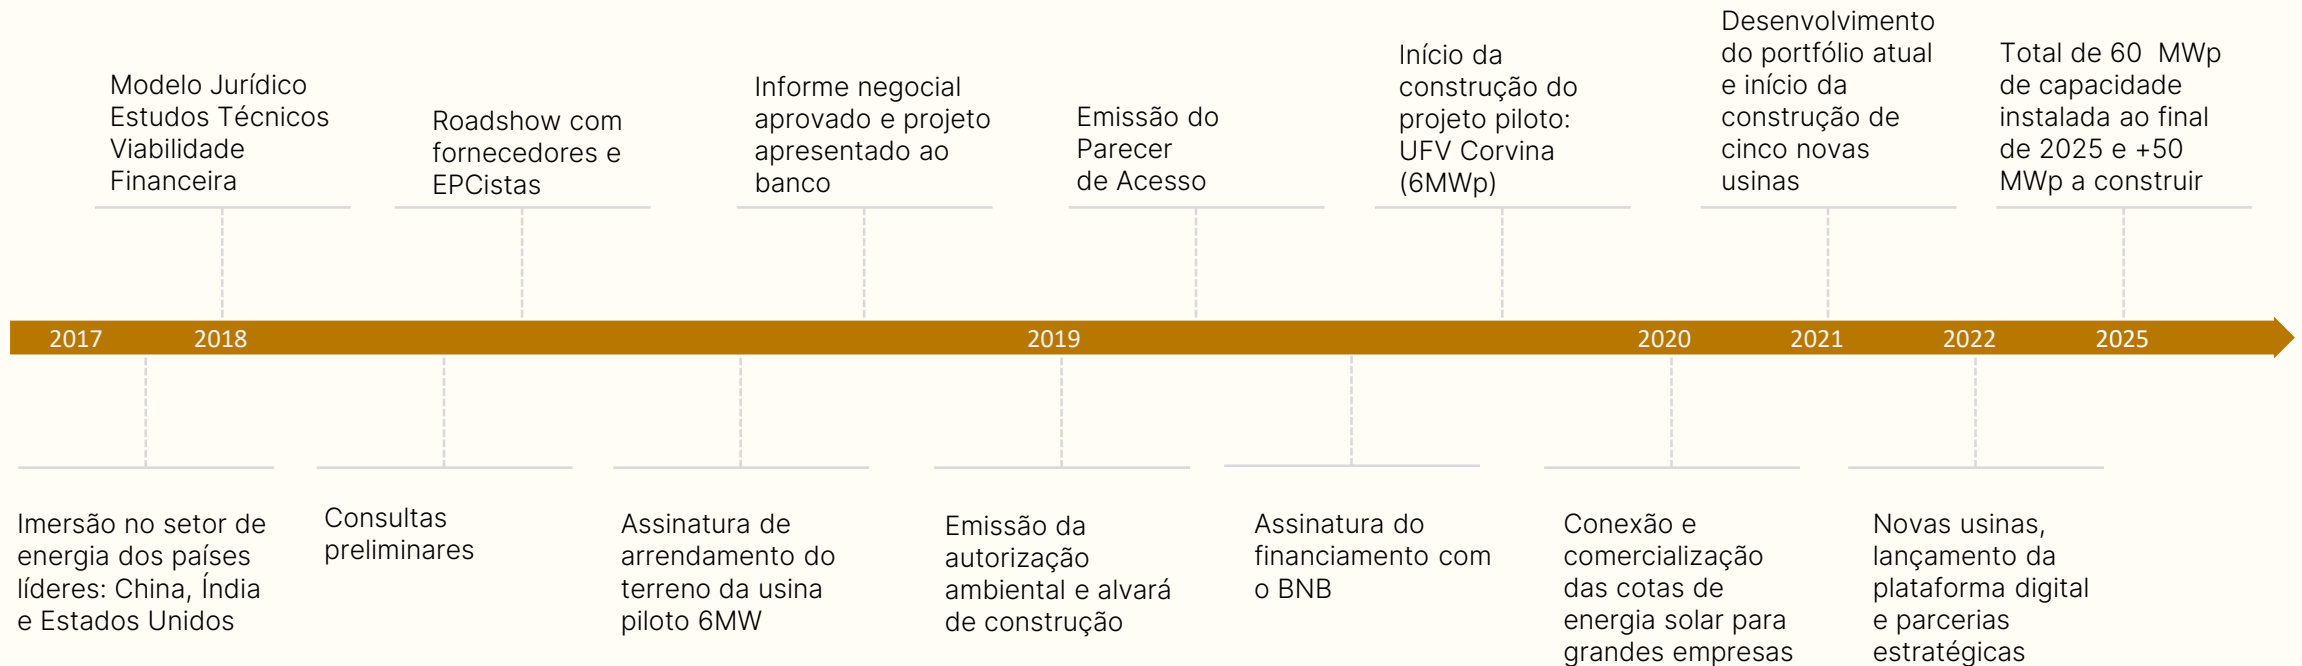 Modelo Jurídico
Estudos Técnicos
Viabilidade
Financeira
Roadshow com
fornecedores e
EPCistas
Informe negocial
aprovado e projeto
apresentado ao
banco
Emissão do
Parecer
de Acesso
Início da
construção do
projeto piloto:
UFV Corvina
(6MWp)
Desenvolvimento
do portfólio atual
e início da
construção de
cinco novas
usinas
Total de 60  MWp
de capacidade
instalada ao final
de 2025 e +50
MWp a construir
2017
2018
2019
2020
2021
2022
2025
Imersão no setor de
energia dos países
líderes: China, Índia
e Estados Unidos
Consultas
preliminares
Assinatura de
arrendamento do
terreno da usina
piloto 6MW
Emissão da
autorização
ambiental e alvará
de construção
Assinatura do
financiamento com
o BNB
Conexão e
comercialização
das cotas de
energia solar para
grandes empresas
Novas usinas,
lançamento da
plataforma digital
e parcerias
estratégicas